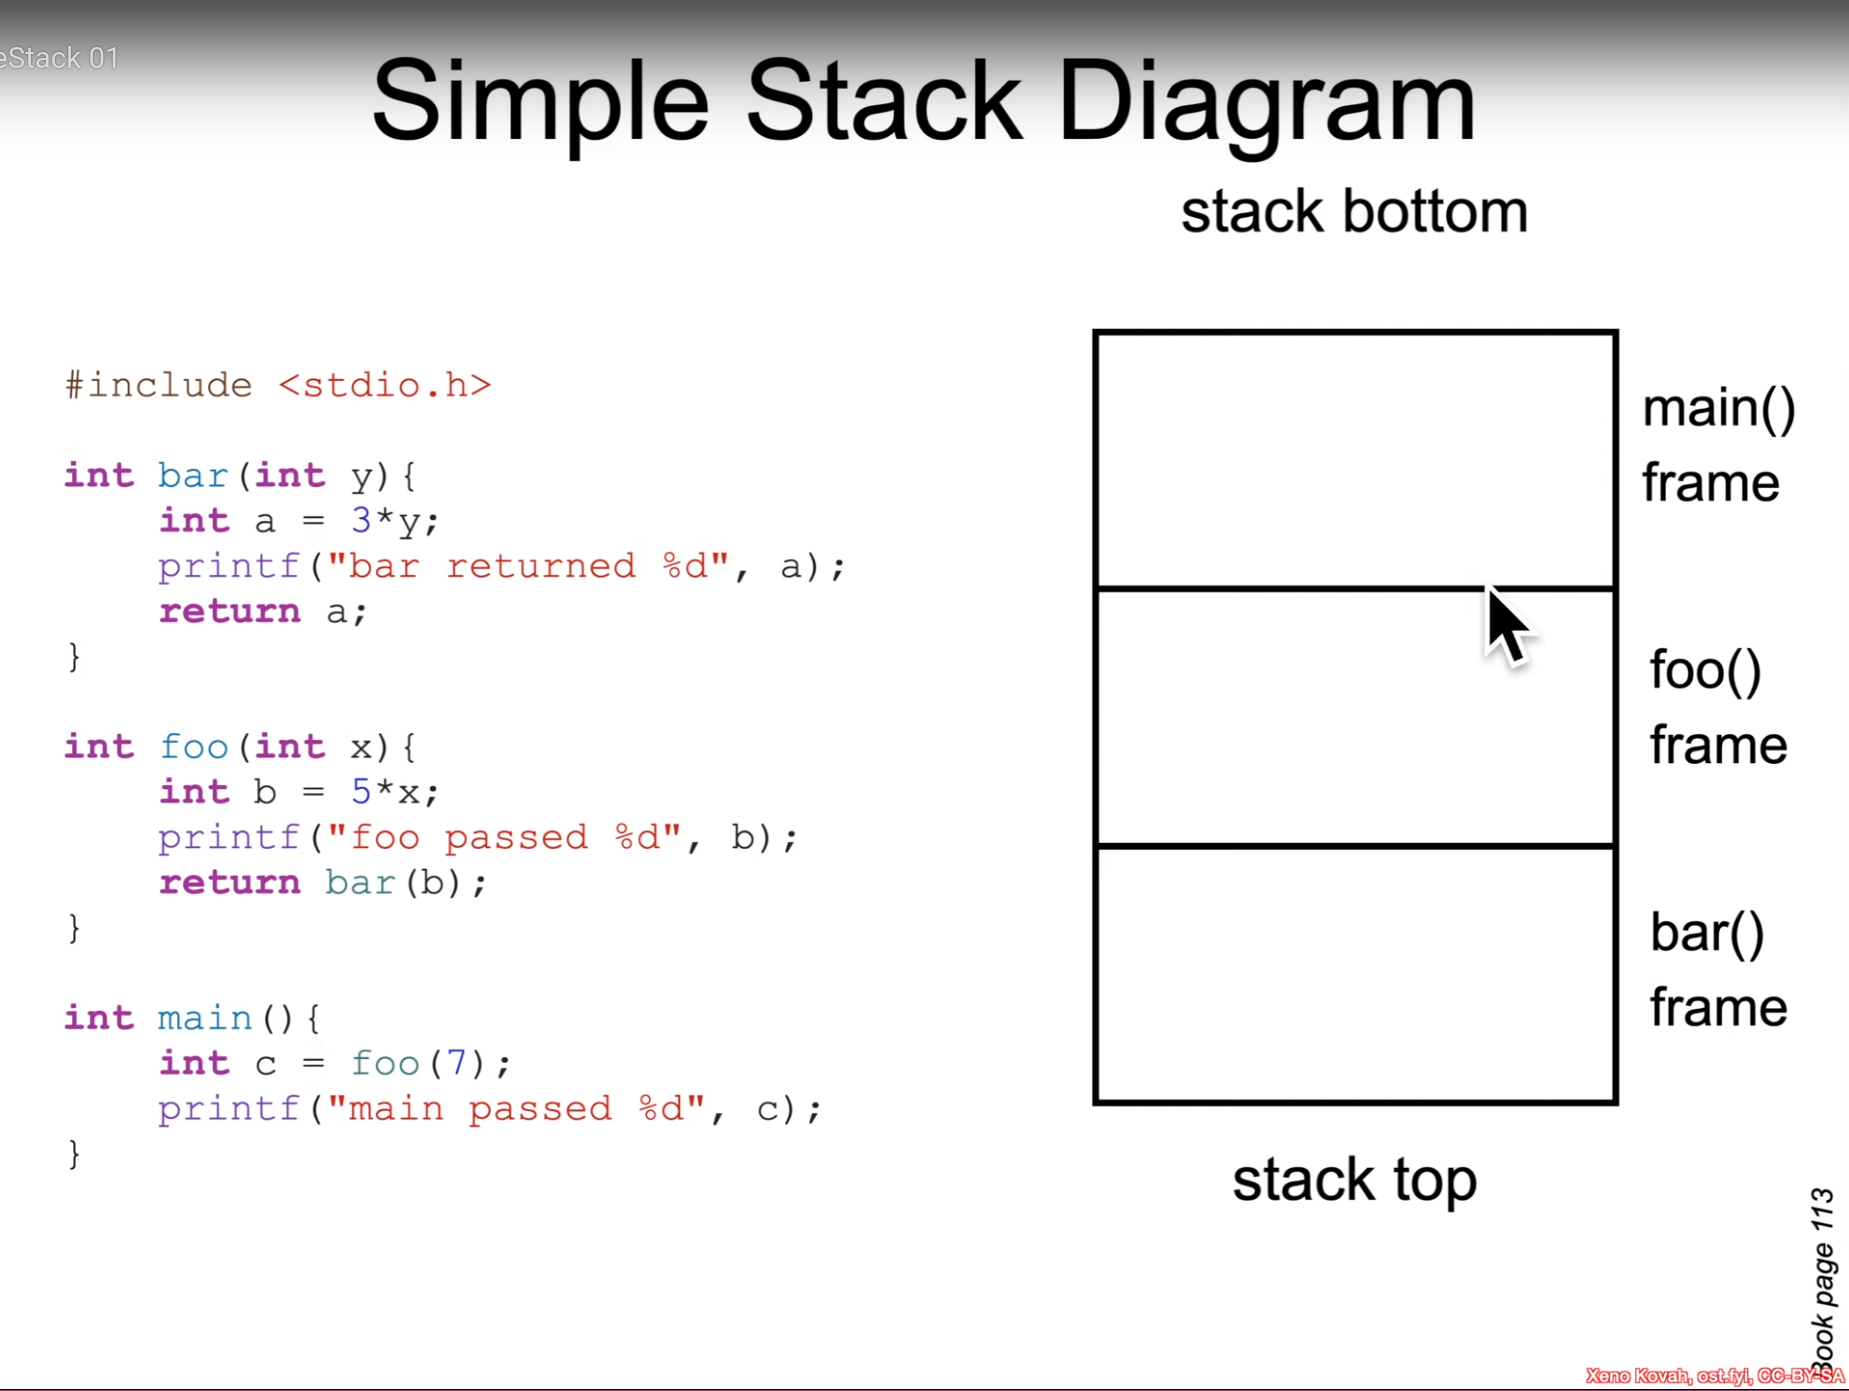 eStack 01
Simple Stack Diagram
stack bottom
#include <stdio.h>
int bar(int y){
    int a = 3*y;
    printf("bar returned %d", a);
    return a;
}
int foo(int x){
    int b = 5*x;
    printf("foo passed %d", b);
    return bar(b);
}
int main(){
    int c = foo(7);
    printf("main passed %d", c);
}
main()
frame
foo()
frame
bar()
frame
stack top
Book page 113
Xeno Kovah, ost.fyi, CC-BY-SA